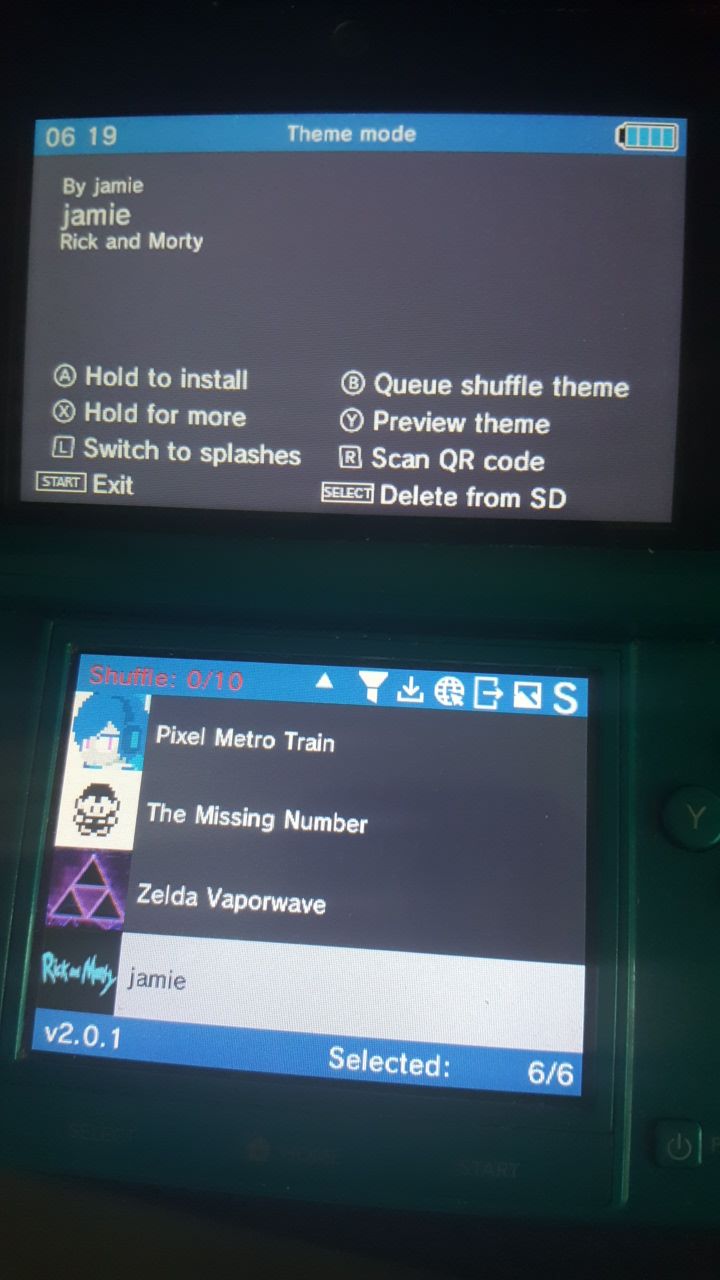 06 19 Theme mode
By jamie
jamie
Rick and Morty
A Hold to install B Queue shuffle theme
X Hold for more Y Preview theme
L Switch to splashes R Scan QR code
START Exit SELECT Delete from SD
Shuffle: 0/10 S
Pixel Metro Train
The Missing Number
Zelda Vaporwave
Rick and Morty jamie
v2.0.1 Selected: 6/6
Y
SELECT HOME START